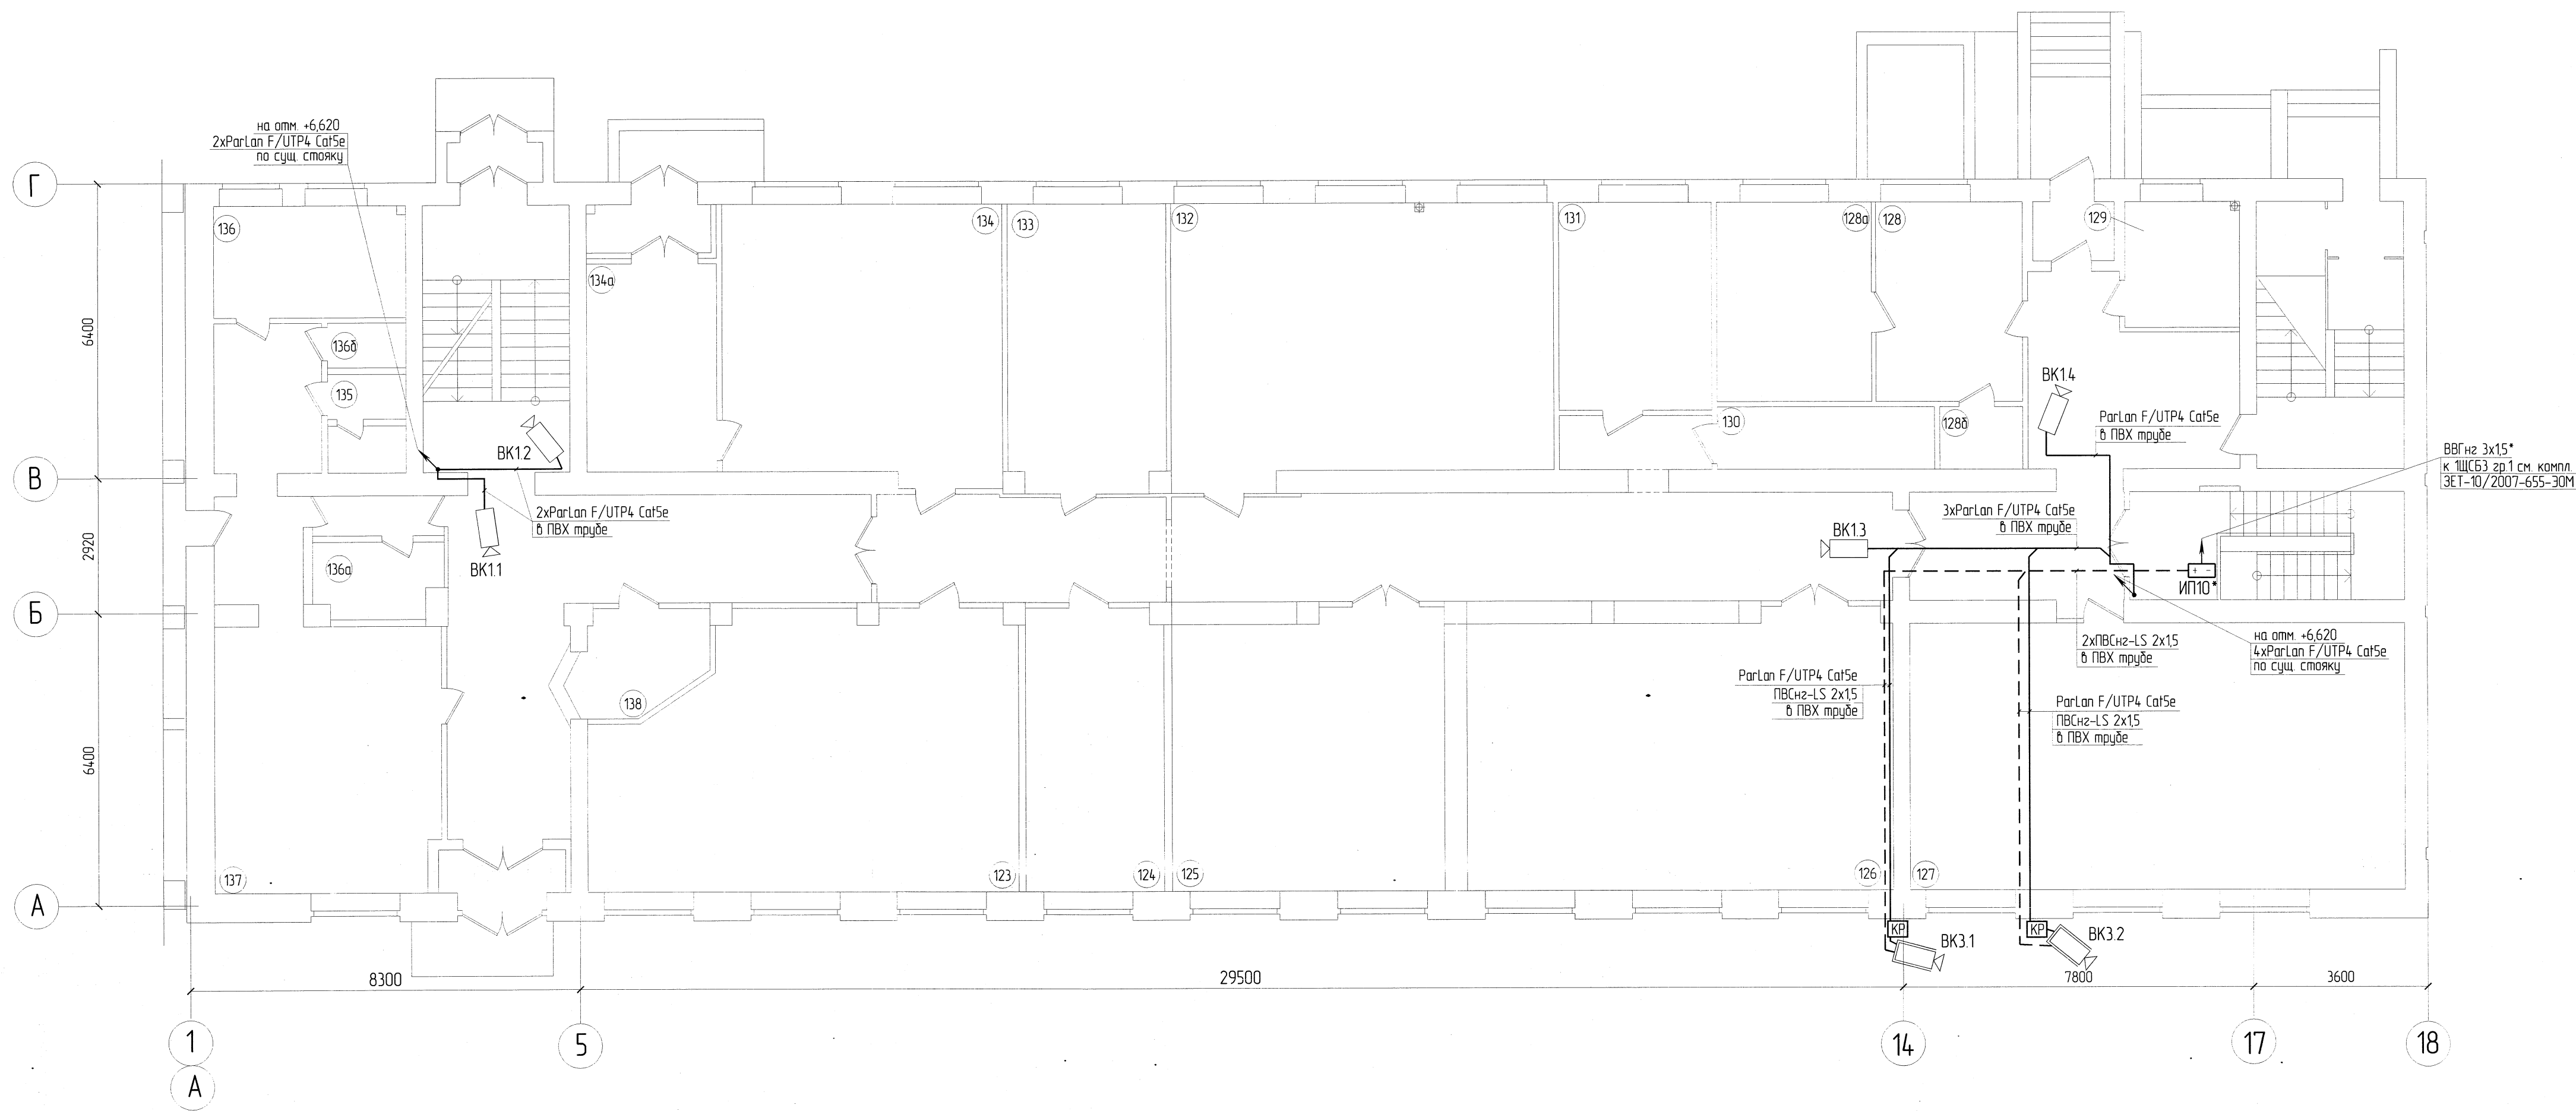 на отм. +6,620
2xParLan F/UTP4 Cat5e
по сущ. стояку
Г
136
134а
134
133
132
131
128а
128
129
6400
136б
135
ВК1.2
130
128б
ВК1.4
ParLan F/UTP4 Cat5e
в ПВХ трубе
ВВГнг 3х1,5*
к 1ЩСБ3 гр.1 см. компл.
ЗЕТ-10/2007-655-ЭОМ
В
2920
136а
ВК1.1
2xParLan F/UTP4 Cat5e
в ПВХ трубе
ВК1.3
3xParLan F/UTP4 Cat5e
в ПВХ трубе
+ -
ИП10*
Б
6400
138
ParLan F/UTP4 Cat5e
ПВСнг-LS 2x1,5
в ПВХ трубе
2хПВСнг-LS 2x1,5
в ПВХ трубе
на отм. +6,620
4xParLan F/UTP4 Cat5e
по сущ. стояку
ParLan F/UTP4 Cat5e
ПВСнг-LS 2x1,5
в ПВХ трубе
137
123
124
125
126
127
А
КР
ВК3.1
КР
ВК3.2
8300
29500
7800
3600
1
5
14
17
18
А